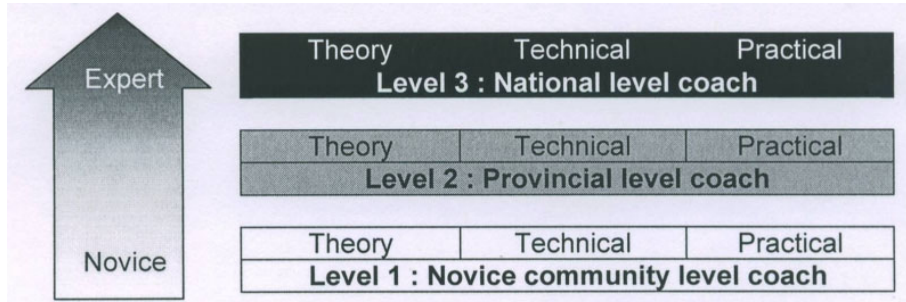 Expert
Theory Technical Practical
Level 3 : National level coach
Theory Technical Practical
Level 2 : Provincial level coach
Novice
Theory Technical Practical
Level 1 : Novice community level coach